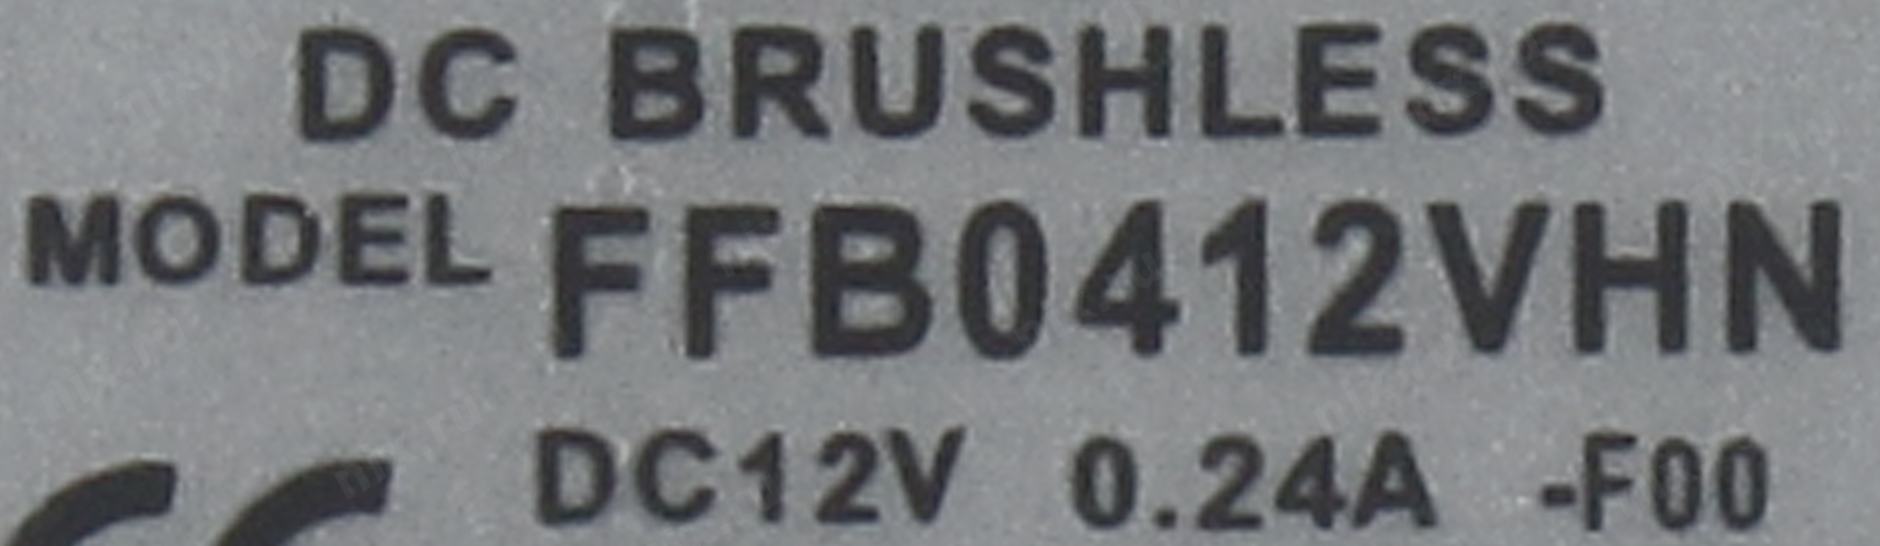 DC BRUSHLESS
MODEL FFB0412VHN
DC12V 0.24A -F00